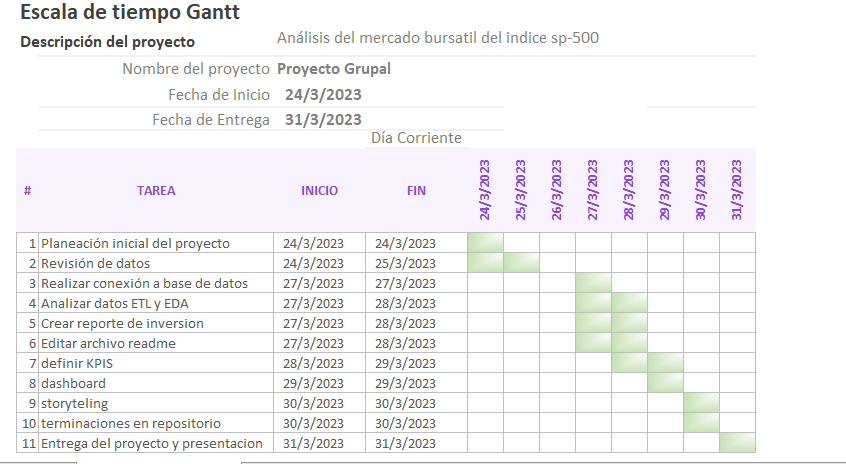 Escala de tiempo Gantt
Descripción del proyecto Análisis del mercado bursatil del indice sp-500
Nombre del proyecto Proyecto Grupal
Fecha de Inicio 24/3/2023
Fecha de Entrega 31/3/2023
Día Corriente
# TAREA INICIO FIN 24/3/2023 25/3/2023 26/3/2023 27/3/2023 28/3/2023 29/3/2023 30/3/2023 31/3/2023
1 Planeación inicial del proyecto 24/3/2023 24/3/2023
2 Revisión de datos 24/3/2023 25/3/2023
3 Realizar conexión a base de datos 27/3/2023 27/3/2023
4 Analizar datos ETL y EDA 27/3/2023 28/3/2023
5 Crear reporte de inversion 27/3/2023 28/3/2023
6 Editar archivo readme 27/3/2023 28/3/2023
7 definir KPIS 28/3/2023 29/3/2023
8 dashboard 29/3/2023 29/3/2023
9 storyteling 30/3/2023 30/3/2023
10 terminaciones en repositorio 30/3/2023 30/3/2023
11 Entrega del proyecto y presentacion 31/3/2023 31/3/2023